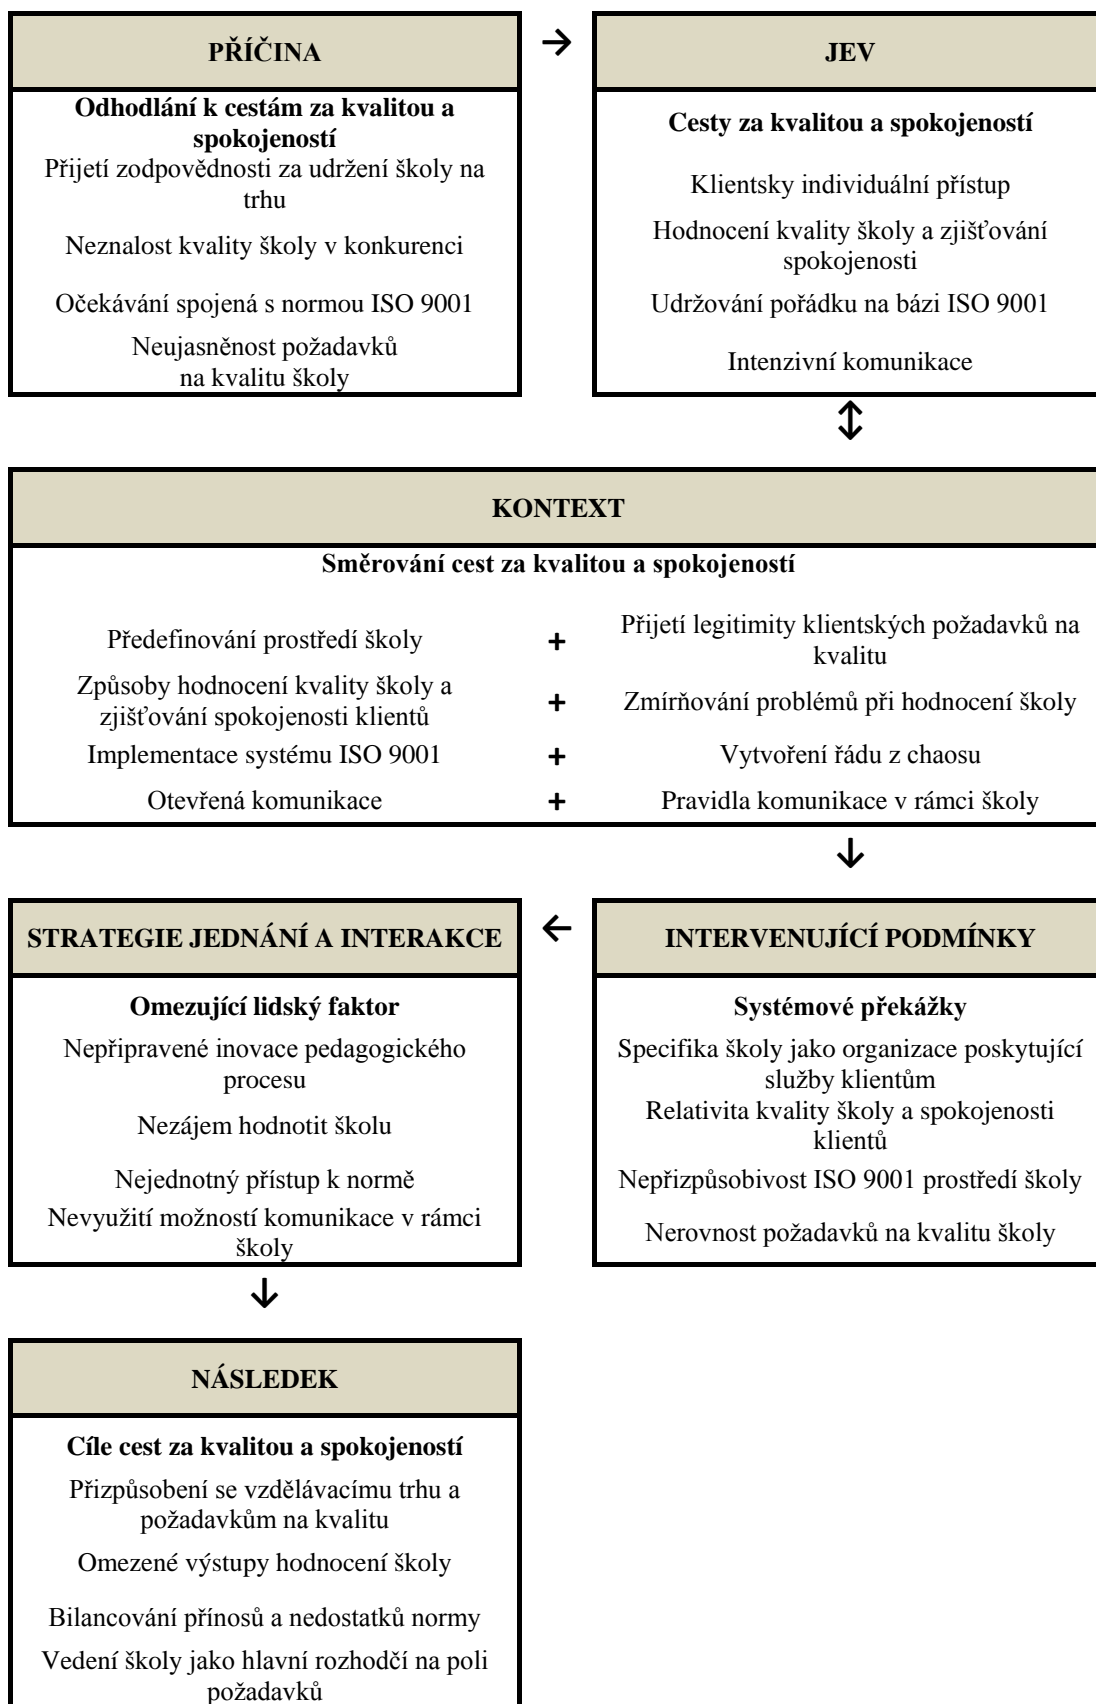 PŘÍČINA
Odhodlání k cestám za kvalitou a
spokojeností
Přijetí zodpovědnosti za udržení školy na
trhu
Neznalost kvality školy v konkurenci
Očekávání spojená s normou ISO 9001
Neujasněnost požadavků
na kvalitu školy
→
JEV
Cesty za kvalitou a spokojeností
Klientsky individuální přístup
Hodnocení kvality školy a zjišťování
spokojenosti
Udržování pořádku na bázi ISO 9001
Intenzivní komunikace
↕
KONTEXT
Směrování cest za kvalitou a spokojeností
Předefinování prostředí školy
+
Přijetí legitimity klientských požadavků na
kvalitu
Způsoby hodnocení kvality školy a
zjišťování spokojenosti klientů
+
Zmírňování problémů při hodnocení školy
Implementace systému ISO 9001
+
Vytvoření řádu z chaosu
Otevřená komunikace
+
Pravidla komunikace v rámci školy
↓
STRATEGIE JEDNÁNÍ A INTERAKCE
Omezující lidský faktor
Nepřipravené inovace pedagogického
procesu
Nezájem hodnotit školu
Nejednotný přístup k normě
Nevyužití možností komunikace v rámci
školy
←
INTERVENUJÍCÍ PODMÍNKY
Systémové překážky
Specifika školy jako organizace poskytující
služby klientům
Relativita kvality školy a spokojenosti
klientů
Nepřizpůsobivost ISO 9001 prostředí školy
Nerovnost požadavků na kvalitu školy
↓
NÁSLEDEK
Cíle cest za kvalitou a spokojeností
Přizpůsobení se vzdělávacímu trhu a
požadavkům na kvalitu
Omezené výstupy hodnocení školy
Bilancování přínosů a nedostatků normy
Vedení školy jako hlavní rozhodčí na poli
požadavků